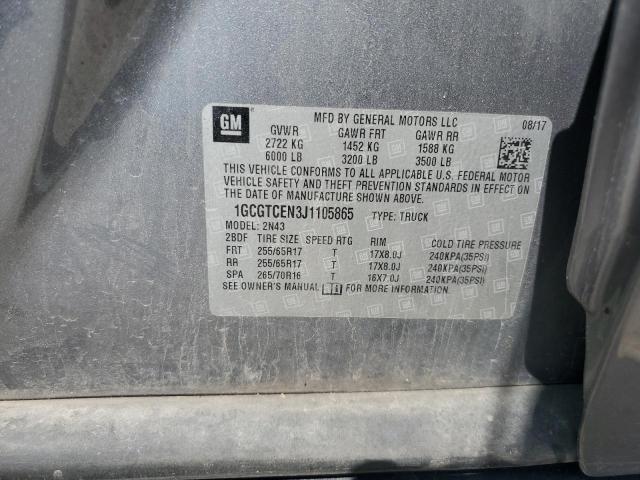 GM
MFD BY GENERAL MOTORS LLC 08/17
GVWR GAWR FRT GAWR RR
2722 KG 1452 KG 1588 KG
6000 LB 3200 LB 3500 LB
THIS VEHICLE CONFORMS TO ALL APPLICABLE U.S. FEDERAL MOTOR
VEHICLE SAFETY AND THEFT PREVENTION STANDARDS IN EFFECT ON
THE DATE OF MANUFACTURE SHOWN ABOVE.
1GCGTCEN3J1105865 TYPE: TRUCK
MODEL: 2N43
2BDF TIRE SIZE SPEED RTG RIM COLD TIRE PRESSURE
FRT 255/65R17 T 17X8.0J 240KPA(35PSI)
RR 255/65R17 T 17X8.0J 240KPA(35PSI)
SPA 265/70R16 T 16X7.0J 240KPA(35PSI)
SEE OWNER'S MANUAL FOR MORE INFORMATION.